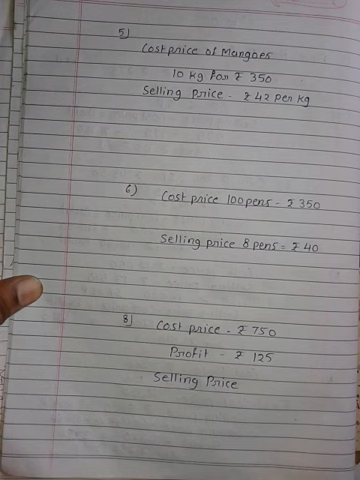 5)
Cost price of Mangoes
10 kg for ₹ 350
Selling price - ₹ 42 per kg
6)
Cost price 100 pens - ₹ 350
Selling price 8 pens = ₹ 40
8)
Cost price - ₹ 750
Profit - ₹ 125
Selling Price